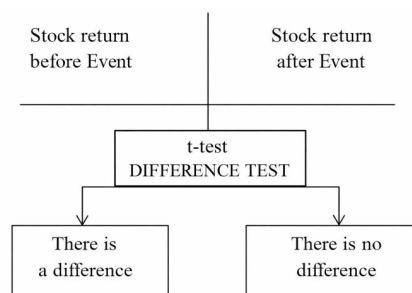 Stock return
before Event
Stock return
after Event
t-test
DIFFERENCE TEST
There is
a difference
There is no
difference